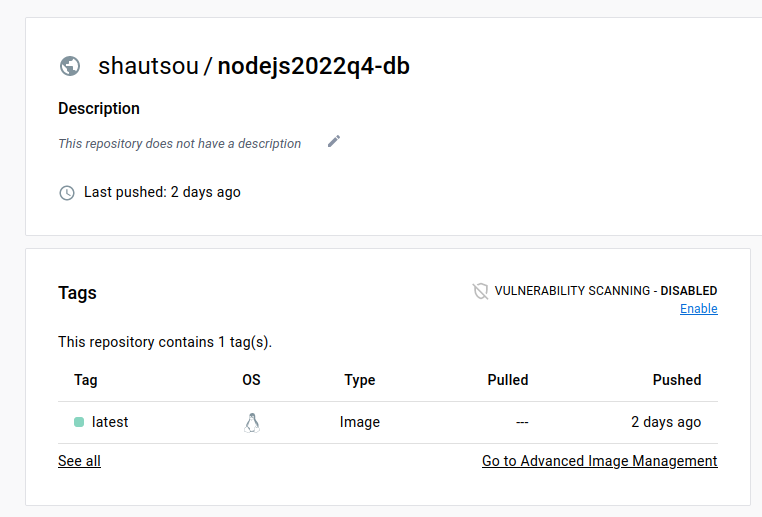 shautsou / nodejs2022q4-db
Description
This repository does not have a description
Last pushed: 2 days ago
Tags
VULNERABILITY SCANNING - DISABLED
Enable
This repository contains 1 tag(s).
Tag OS Type Pulled Pushed
latest Image --- 2 days ago
See all Go to Advanced Image Management